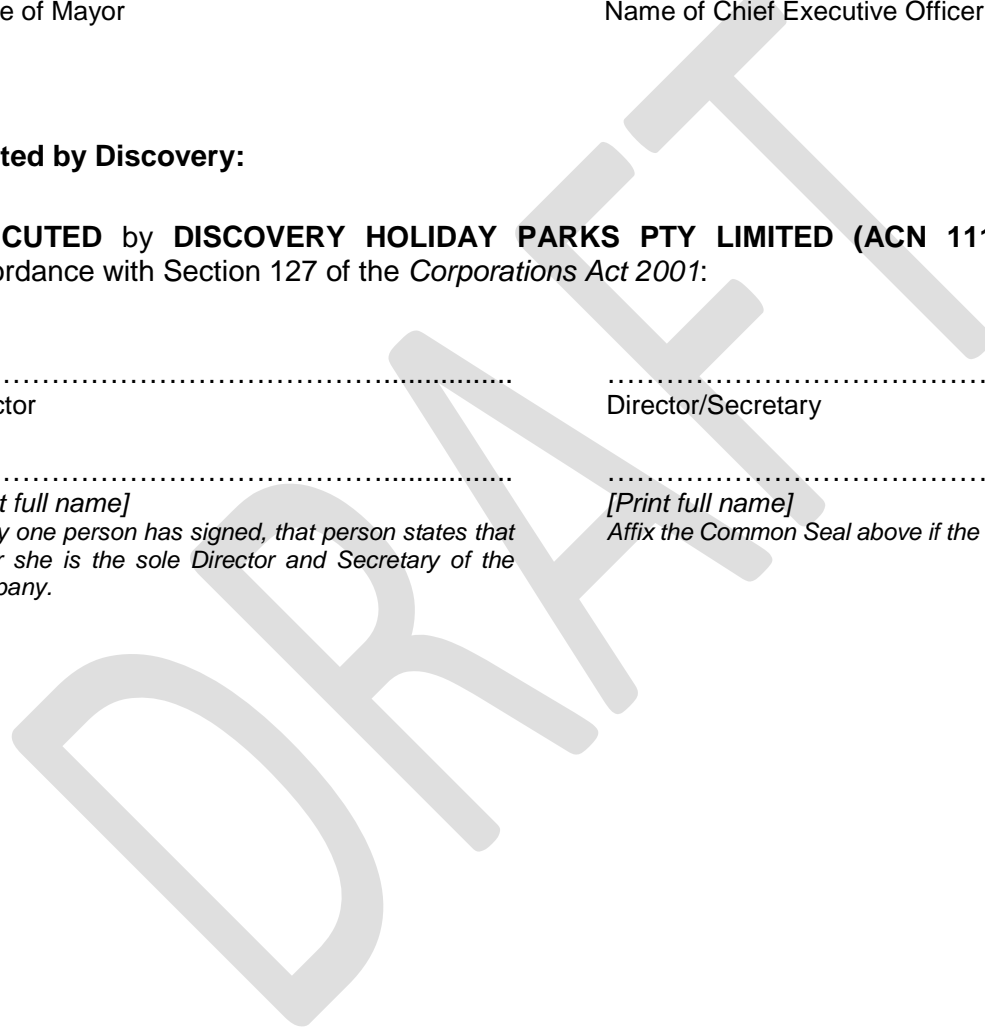 e of Mayor Name of Chief Executive Officer
ted by Discovery:
CUTED by DISCOVERY HOLIDAY PARKS PTY LIMITED (ACN 111
ordance with Section 127 of the Corporations Act 2001:
…………………………………................. …………………………………
ctor Director/Secretary
…………………………………................. …………………………………
t full name] [Print full name]
y one person has signed, that person states that Affix the Common Seal above if the
r she is the sole Director and Secretary of the
pany.
DRAFT